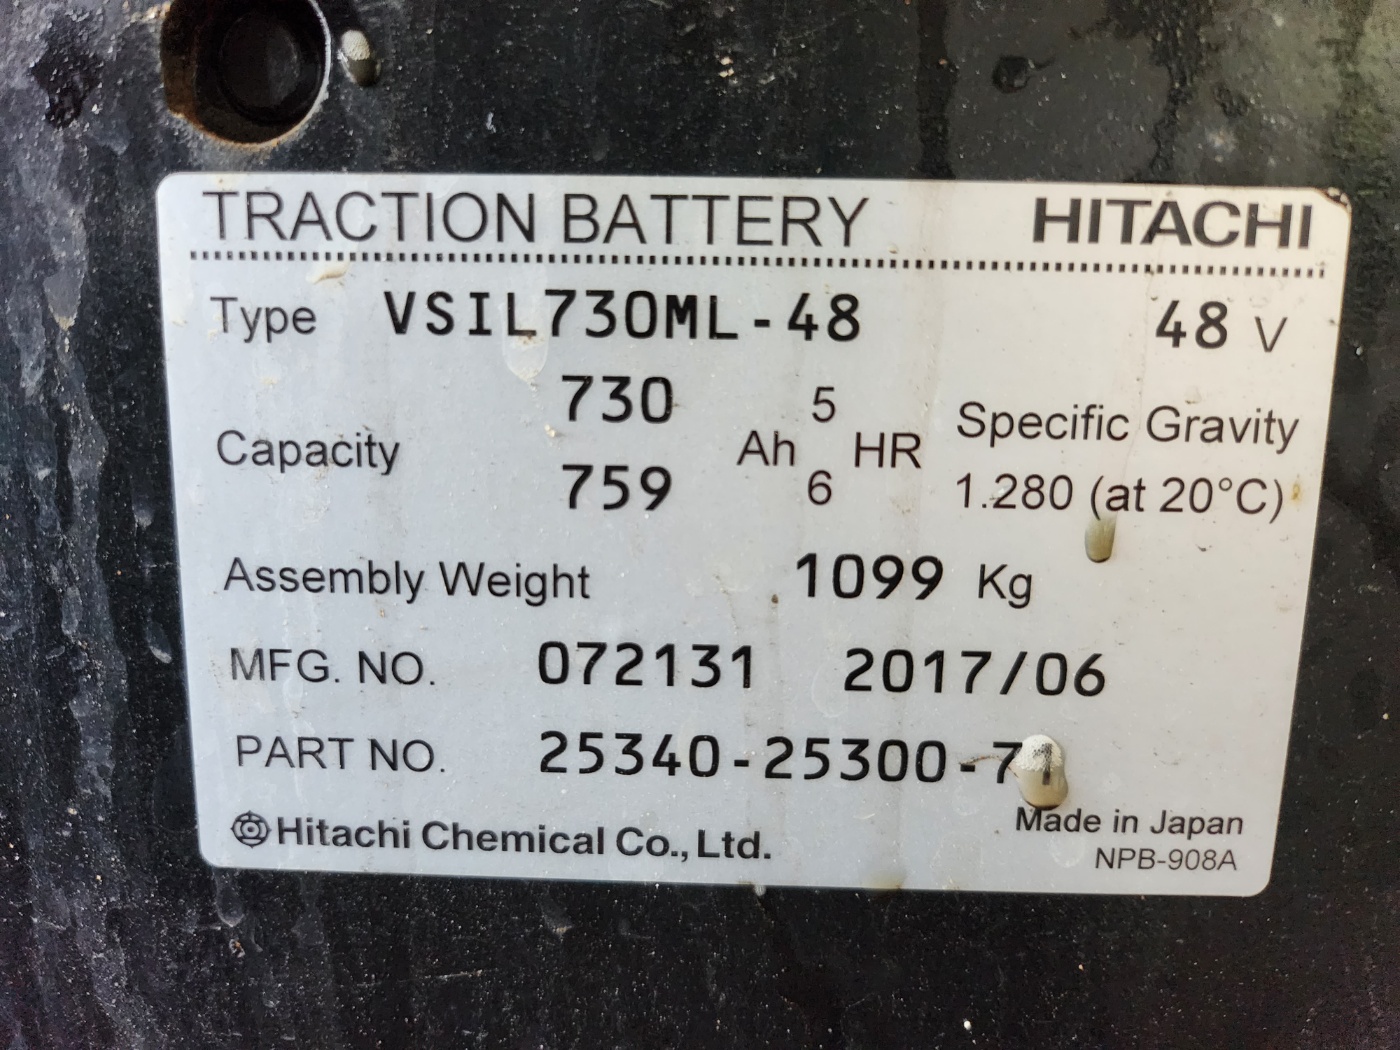 TRACTION BATTERY HITACHI
Type VSIL730ML-48 48 V
730 5
Capacity Ah HR Specific Gravity
759 6 1.280 (at 20°C)
Assembly Weight 1099 Kg
MFG. NO. 072131 2017/06
PART NO. 25340-25300-71
Hitachi Chemical Co., Ltd. Made in Japan
NPB-908A